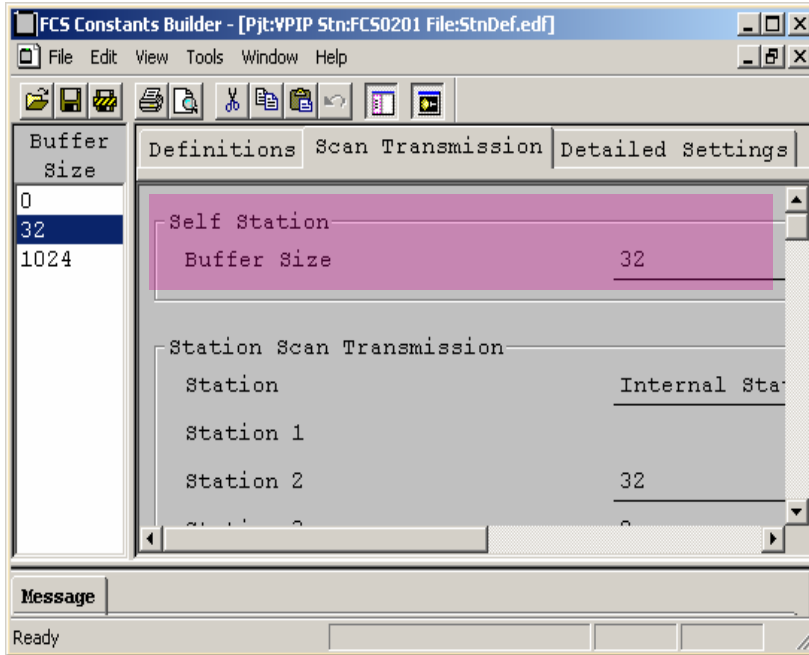 FCS Constants Builder - [Pjt:VPIP Stn:FCS0201 File:StnDef.edf]
File Edit View Tools Window Help
Buffer Size
0
32
1024
Definitions Scan Transmission Detailed Settings
Self Station
Buffer Size 32
Station Scan Transmission
Station Internal Sta
Station 1
Station 2 32
Message
Ready